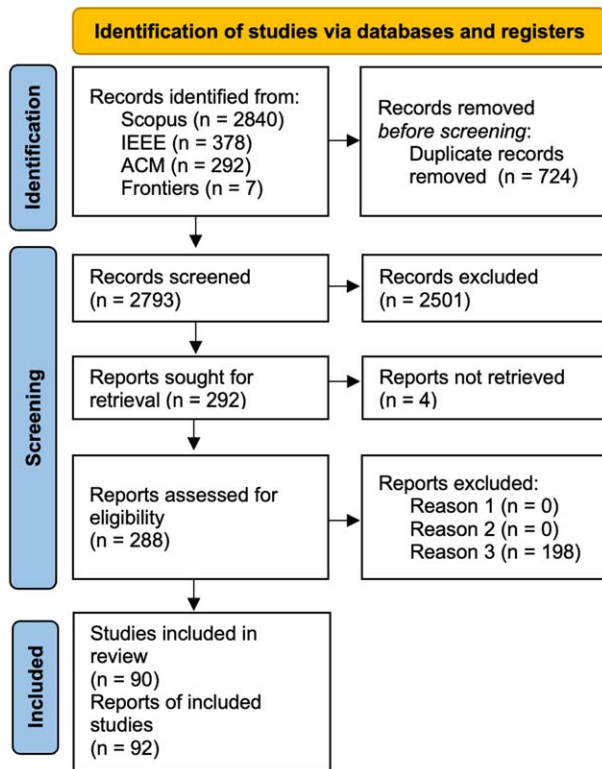 Identification of studies via databases and registers
Identification
Records identified from:
Scopus (n = 2840)
IEEE (n = 378)
ACM (n = 292)
Frontiers (n = 7)
Records removed
before screening:
Duplicate records
removed (n = 724)
Screening
Records screened
(n = 2793)
Records excluded
(n = 2501)
Reports sought for
retrieval (n = 292)
Reports not retrieved
(n = 4)
Reports assessed for
eligibility
(n = 288)
Reports excluded:
Reason 1 (n = 0)
Reason 2 (n = 0)
Reason 3 (n = 198)
Included
Studies included in
review
(n = 90)
Reports of included
studies
(n = 92)